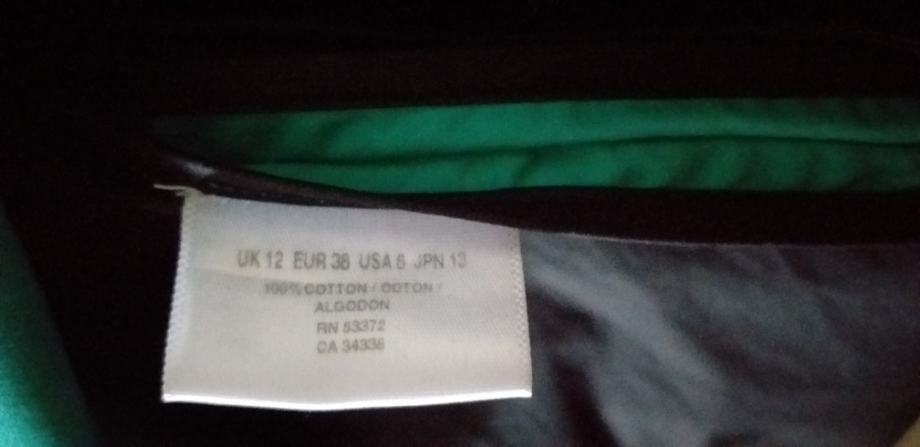 UK 12 EUR 38 USA 8 JPN 13
100% COTTON / COTON /
ALGODON
RN 53372
CA 34336